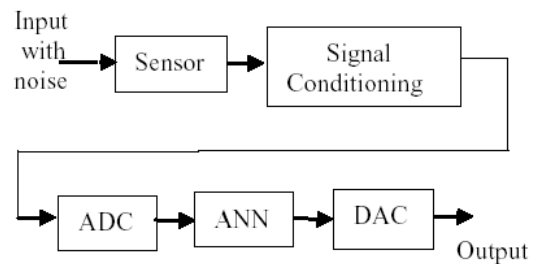 Input
with
noise
Sensor
Signal
Conditioning
ADC
ANN
DAC
Output